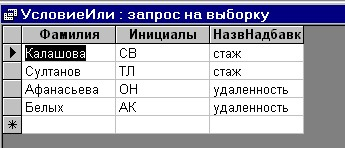 УсловиеИли : запрос на выборку
Фамилия Инициалы НазвНадбавк
Калашова СВ стаж
Султанов ТЛ стаж
Афанасьева ОН удаленность
Белых АК удаленность